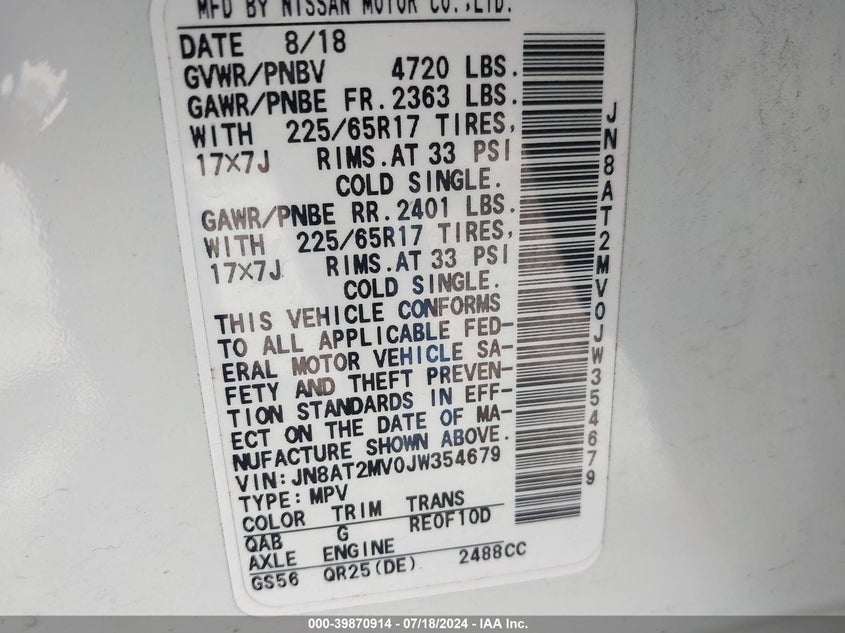 MFD BY NISSAN MOTOR CO.,LTD.
DATE 8/18
GVWR/PNBV 4720 LBS.
GAWR/PNBE FR. 2363 LBS.
WITH 225/65R17 TIRES,
17X7J RIMS.AT 33 PSI
COLD SINGLE.
GAWR/PNBE RR. 2401 LBS.
WITH 225/65R17 TIRES,
17X7J RIMS.AT 33 PSI
COLD SINGLE.
THIS VEHICLE CONFORMS
TO ALL APPLICABLE FED-
ERAL MOTOR VEHICLE SA-
FETY AND THEFT PREVEN-
TION STANDARDS IN EFF-
ECT ON THE DATE OF MA-
NUFACTURE SHOWN ABOVE.
VIN: JN8AT2MV0JW354679
TYPE: MPV
COLOR TRIM TRANS
QAB G RE0F10D
AXLE ENGINE
GS56 QR25(DE) 2488CC
JN8AT2MV0JW354679
000-39870914 - 07/18/2024 - IAA Inc.